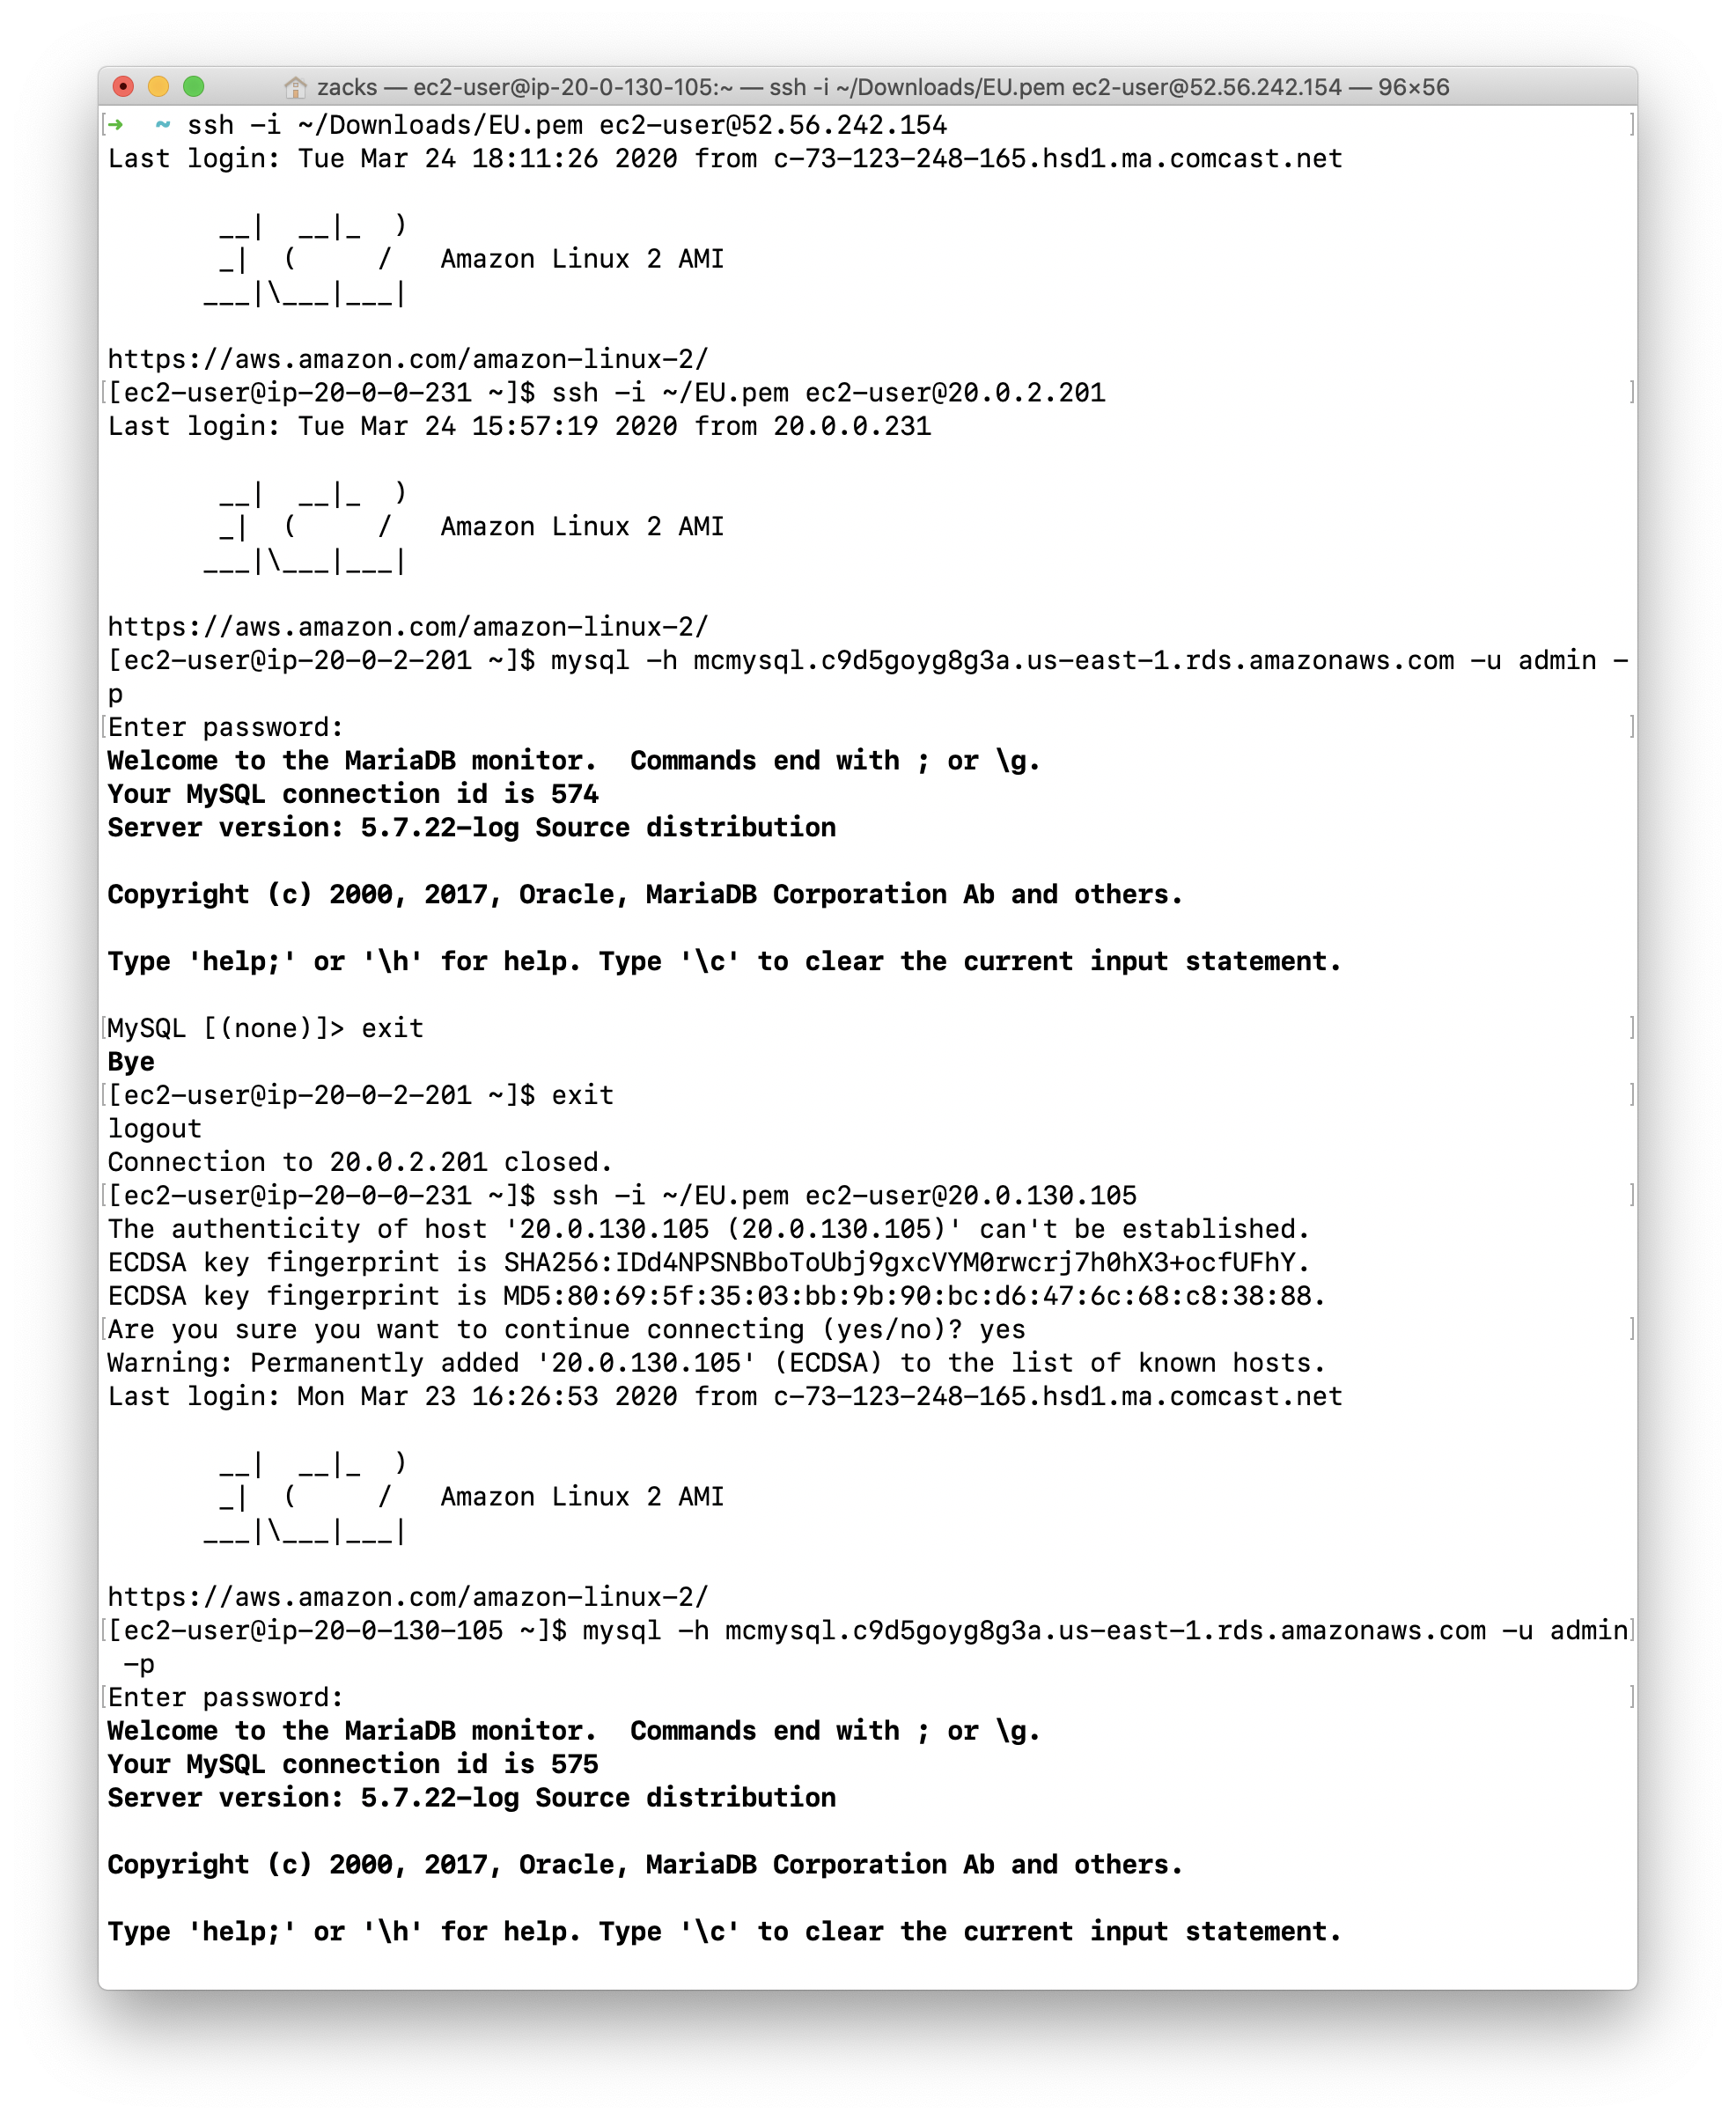 zacks — ec2-user@ip-20-0-130-105:~ — ssh -i ~/Downloads/EU.pem ec2-user@52.56.242.154 — 96×56
[➜  ~ ssh -i ~/Downloads/EU.pem ec2-user@52.56.242.154 ]
Last login: Tue Mar 24 18:11:26 2020 from c-73-123-248-165.hsd1.ma.comcast.net

       __|  __|_  )
       _|  (     /   Amazon Linux 2 AMI
      ___|\___|___|

https://aws.amazon.com/amazon-linux-2/
[[ec2-user@ip-20-0-0-231 ~]$ ssh -i ~/EU.pem ec2-user@20.0.2.201 ]
Last login: Tue Mar 24 15:57:19 2020 from 20.0.0.231

       __|  __|_  )
       _|  (     /   Amazon Linux 2 AMI
      ___|\___|___|

https://aws.amazon.com/amazon-linux-2/
[ec2-user@ip-20-0-2-201 ~]$ mysql -h mcmysql.c9d5goyg8g3a.us-east-1.rds.amazonaws.com -u admin -
p
[Enter password: ]
Welcome to the MariaDB monitor.  Commands end with ; or \g.
Your MySQL connection id is 574
Server version: 5.7.22-log Source distribution

Copyright (c) 2000, 2017, Oracle, MariaDB Corporation Ab and others.

Type 'help;' or '\h' for help. Type '\c' to clear the current input statement.

[MySQL [(none)]> exit ]
Bye
[[ec2-user@ip-20-0-2-201 ~]$ exit ]
logout
Connection to 20.0.2.201 closed.
[[ec2-user@ip-20-0-0-231 ~]$ ssh -i ~/EU.pem ec2-user@20.0.130.105 ]
The authenticity of host '20.0.130.105 (20.0.130.105)' can't be established.
ECDSA key fingerprint is SHA256:IDd4NPSNBboToUbj9gxcVYM0rwcrj7h0hX3+ocfUFhY.
ECDSA key fingerprint is MD5:80:69:5f:35:03:bb:9b:90:bc:d6:47:6c:68:c8:38:88.
[Are you sure you want to continue connecting (yes/no)? yes ]
Warning: Permanently added '20.0.130.105' (ECDSA) to the list of known hosts.
Last login: Mon Mar 23 16:26:53 2020 from c-73-123-248-165.hsd1.ma.comcast.net

       __|  __|_  )
       _|  (     /   Amazon Linux 2 AMI
      ___|\___|___|

https://aws.amazon.com/amazon-linux-2/
[[ec2-user@ip-20-0-130-105 ~]$ mysql -h mcmysql.c9d5goyg8g3a.us-east-1.rds.amazonaws.com -u admin]
 -p
[Enter password: ]
Welcome to the MariaDB monitor.  Commands end with ; or \g.
Your MySQL connection id is 575
Server version: 5.7.22-log Source distribution

Copyright (c) 2000, 2017, Oracle, MariaDB Corporation Ab and others.

Type 'help;' or '\h' for help. Type '\c' to clear the current input statement.